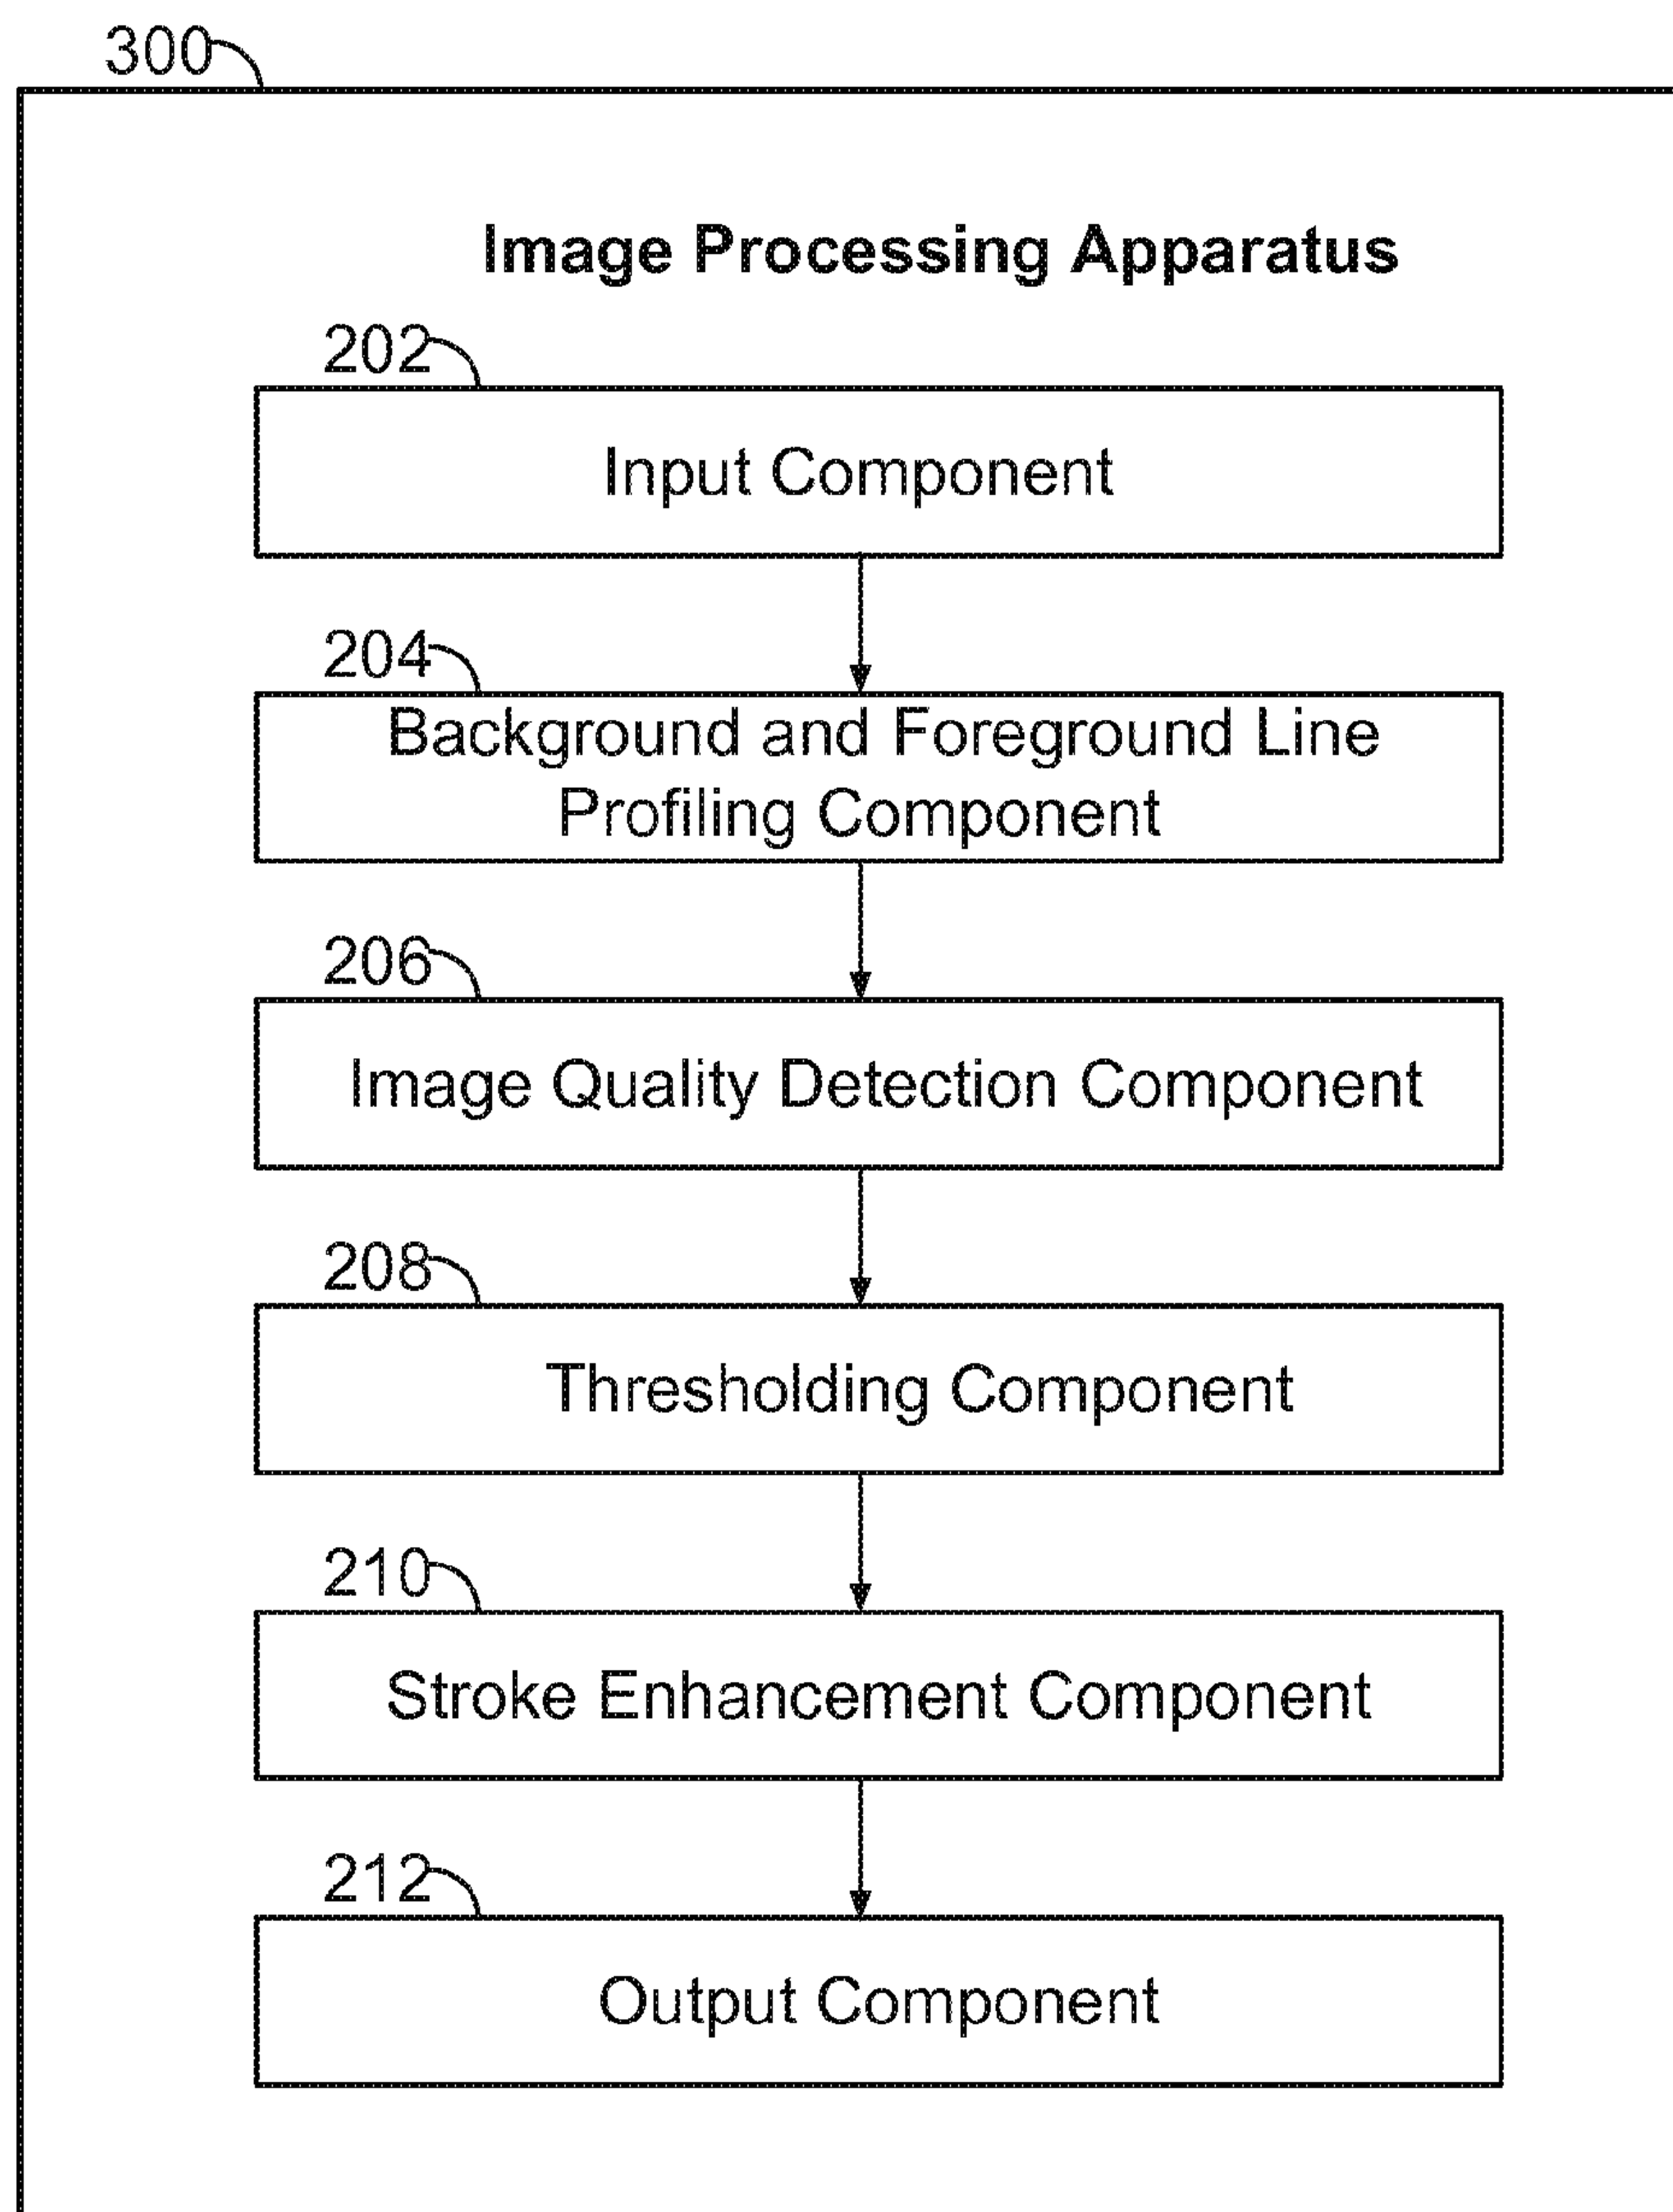 300
Image Processing Apparatus
202
Input Component
204
Background and Foreground Line
Profiling Component
206
Image Quality Detection Component
208
Thresholding Component
210
Stroke Enhancement Component
212
Output Component